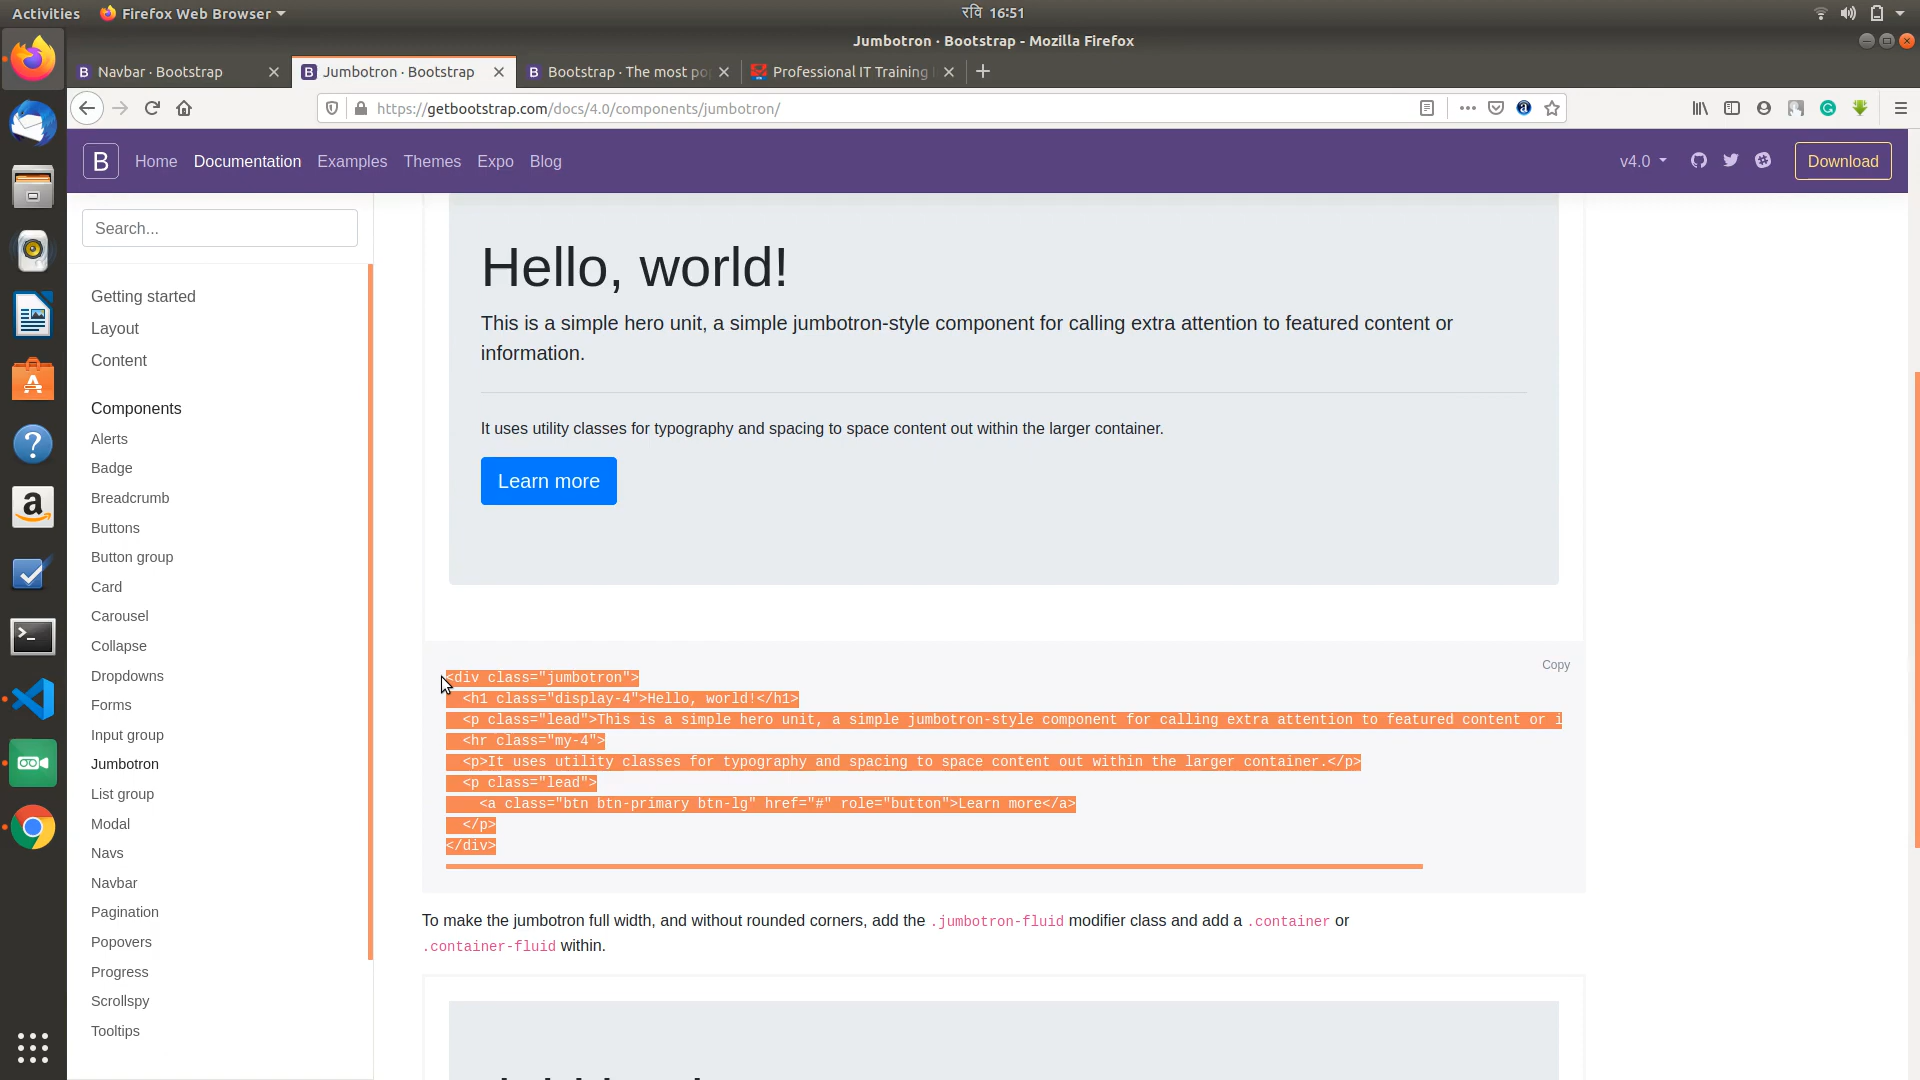 Activities Firefox Web Browser रवि 16:51
Jumbotron · Bootstrap - Mozilla Firefox
B Navbar · Bootstrap B Jumbotron · Bootstrap B Bootstrap · The most po Professional IT Training
https://getbootstrap.com/docs/4.0/components/jumbotron/
B Home Documentation Examples Themes Expo Blog v4.0 Download
Search...
Getting started
Layout
Content
Components
Alerts
Badge
Breadcrumb
Buttons
Button group
Card
Carousel
Collapse
Dropdowns
Forms
Input group
Jumbotron
List group
Modal
Navs
Navbar
Pagination
Popovers
Progress
Scrollspy
Tooltips
Hello, world!
This is a simple hero unit, a simple jumbotron-style component for calling extra attention to featured content or
information.
It uses utility classes for typography and spacing to space content out within the larger container.
Learn more
Copy
<div class="jumbotron">
<h1 class="display-4">Hello, world!</h1>
<p class="lead">This is a simple hero unit, a simple jumbotron-style component for calling extra attention to featured content or i
<hr class="my-4">
<p>It uses utility classes for typography and spacing to space content out within the larger container.</p>
<p class="lead">
<a class="btn btn-primary btn-lg" href="#" role="button">Learn more</a>
</p>
</div>
To make the jumbotron full width, and without rounded corners, add the .jumbotron-fluid modifier class and add a .container or
.container-fluid within.